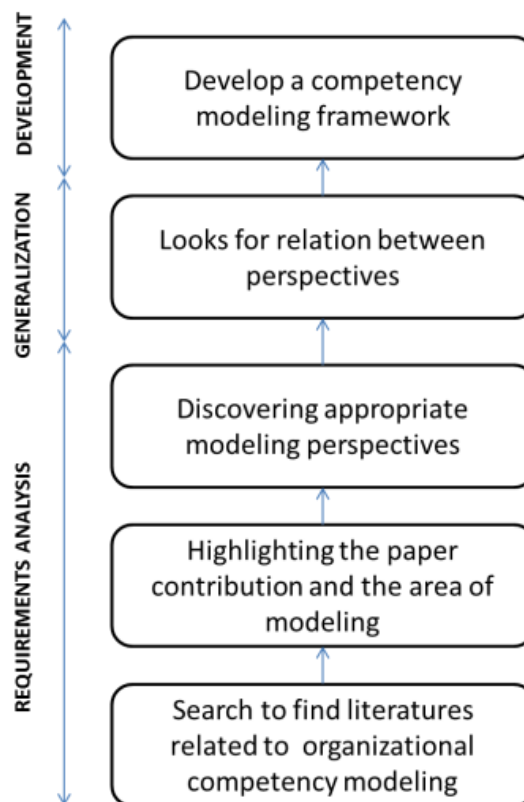 DEVELOPMENT
Develop a competency
modeling framework
GENERALIZATION
Looks for relation between
perspectives
REQUIREMENTS ANALYSIS
Discovering appropriate
modeling perspectives
Highlighting the paper
contribution and the area of
modeling
Search to find literatures
related to organizational
competency modeling